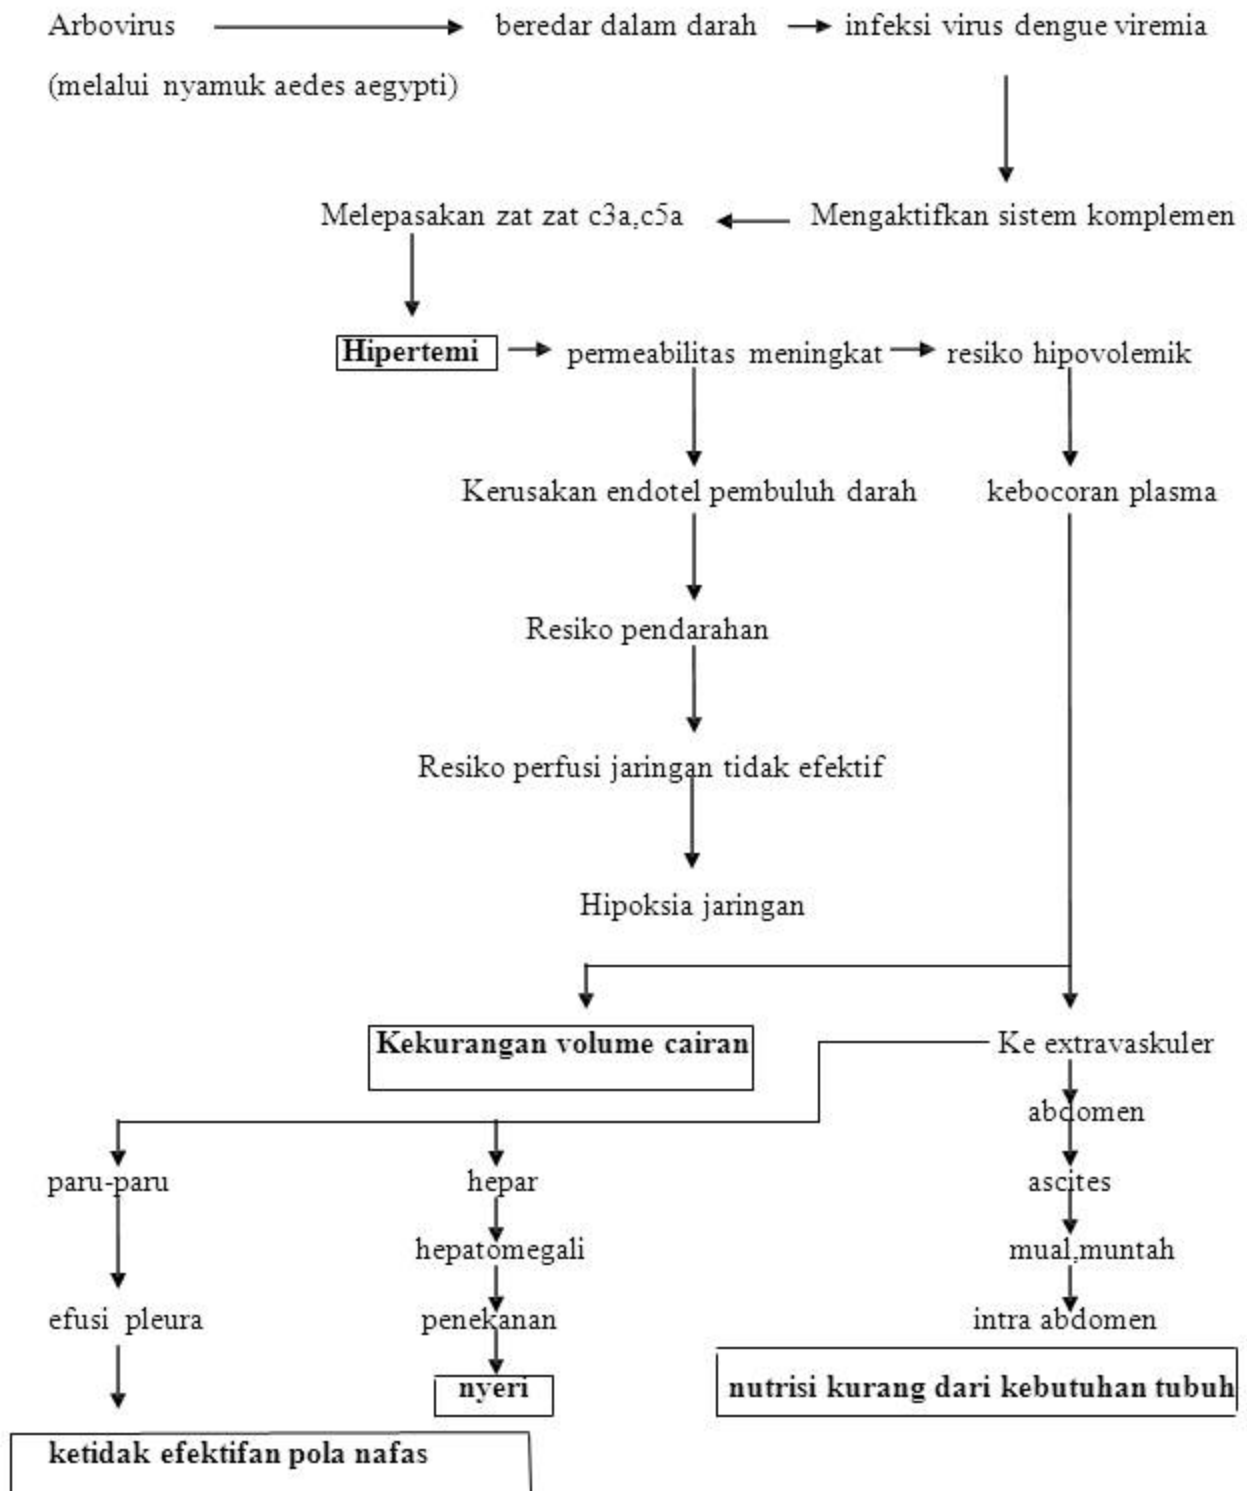 Arbovirus beredar dalam darah infeksi virus dengue viremia
(melalui nyamuk aedes aegypti)
Melepasakan zat zat c3a,c5a Mengaktifkan sistem komplemen
Hipertemi permeabilitas meningkat resiko hipovolemik
Kerusakan endotel pembuluh darah kebocoran plasma
Resiko pendarahan
Resiko perfusi jaringan tidak efektif
Hipoksia jaringan
Kekurangan volume cairan Ke extravaskuler
abdomen
paru-paru hepar ascites
hepatomegali mual,muntah
efusi pleura penekanan intra abdomen
nyeri nutrisi kurang dari kebutuhan tubuh
ketidak efektifan pola nafas